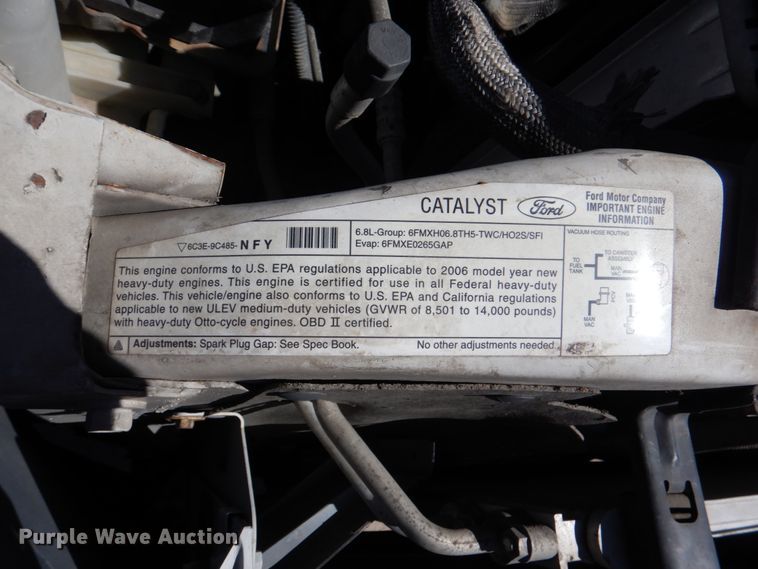 CATALYST Ford
Ford Motor Company
IMPORTANT ENGINE
INFORMATION
6C3E-9C485- NFY
6.8L-Group: 6FMXH06.8TH5-TWC/HO2S/SFI
Evap: 6FMXE0265GAP
This engine conforms to U.S. EPA regulations applicable to 2006 model year new
heavy-duty engines. This engine is certified for use in all Federal heavy-duty
vehicles. This vehicle/engine also conforms to U.S. EPA and California regulations
applicable to new ULEV medium-duty vehicles (GVWR of 8,501 to 14,000 pounds)
with heavy-duty Otto-cycle engines. OBD II certified.
Adjustments: Spark Plug Gap: See Spec Book. No other adjustments needed.
VACUUM HOSE ROUTING
TO
FUEL
TANK
TO CANISTER
MAN
VAC
PCV
MAN
VAC
Purple Wave Auction